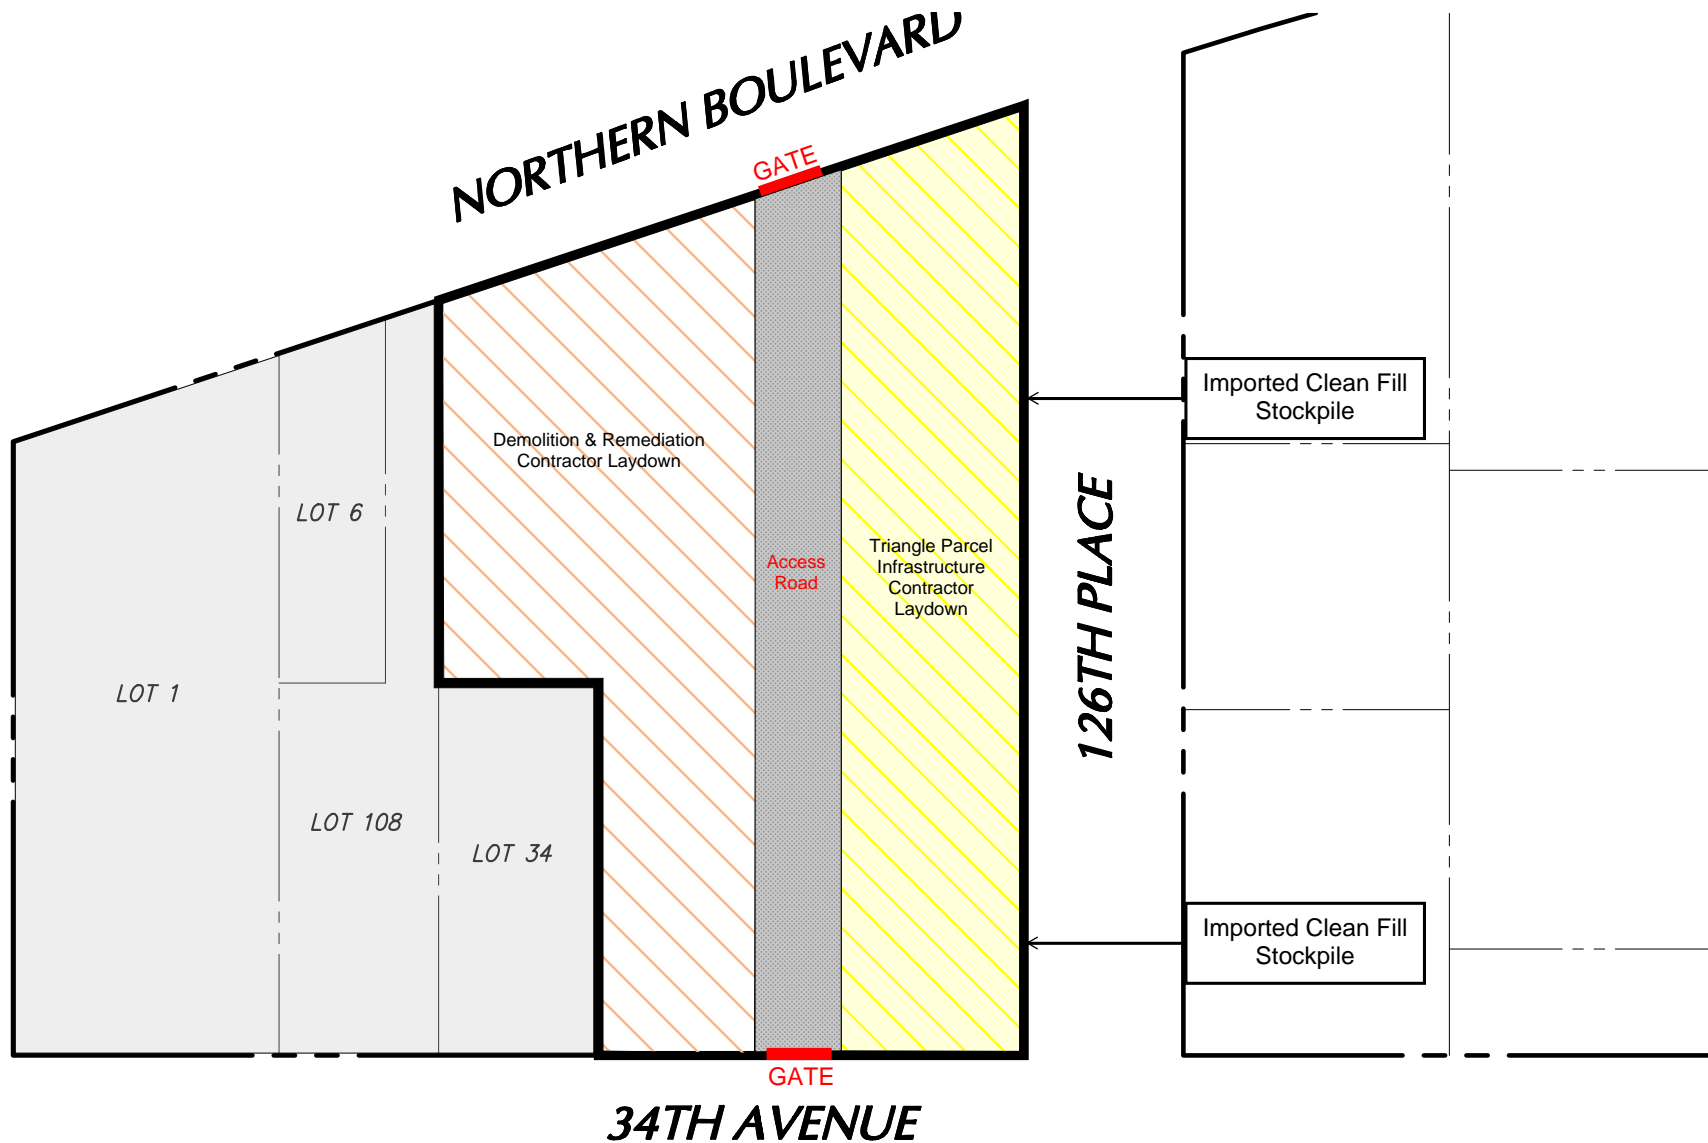 NORTHERN BOULEVARD
GATE
Imported Clean Fill
Stockpile
Demolition & Remediation
Contractor Laydown
LOT 6
Access
Road
Triangle Parcel
Infrastructure
Contractor
Laydown
126TH PLACE
LOT 1
LOT 108
LOT 34
Imported Clean Fill
Stockpile
GATE
34TH AVENUE